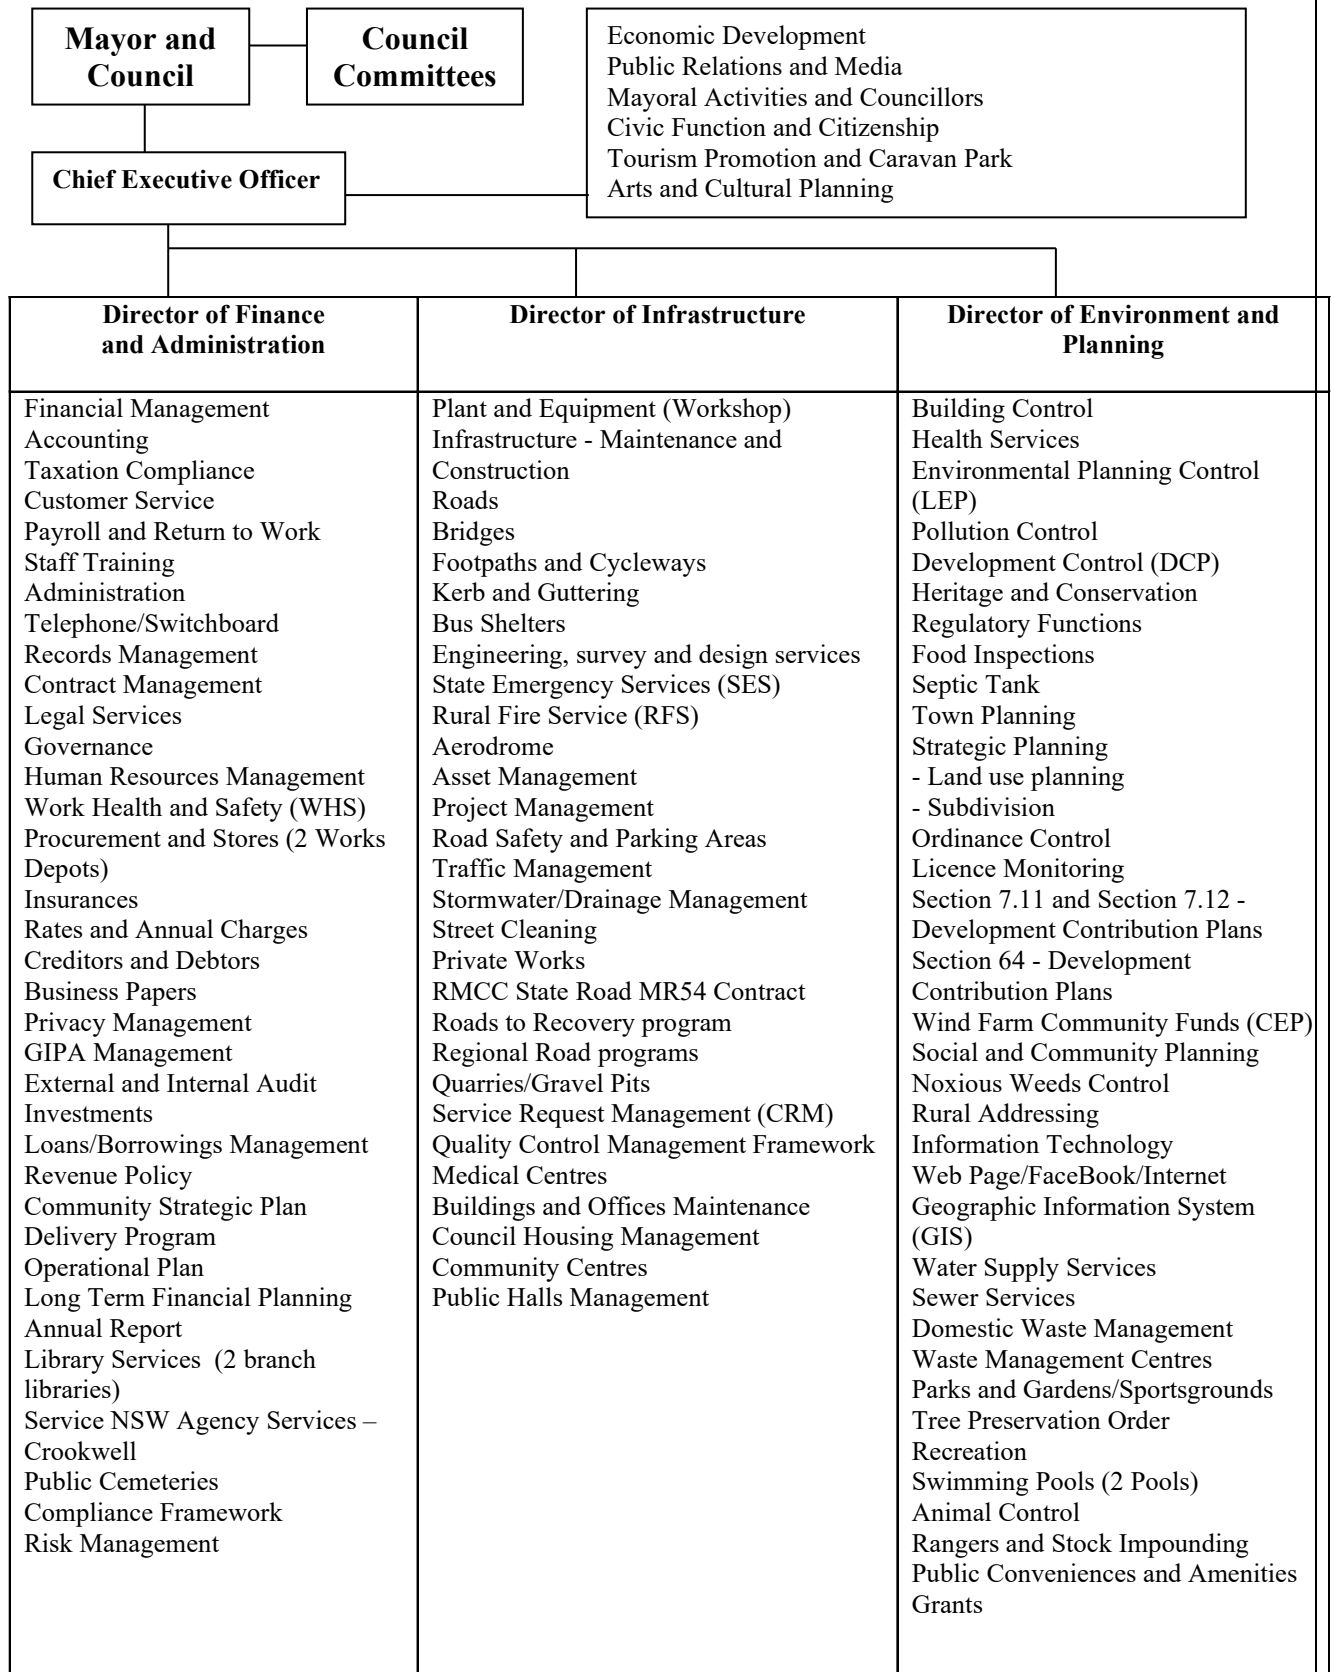 Mayor and
Council
Council
Committees
Economic Development
Public Relations and Media
Mayoral Activities and Councillors
Civic Function and Citizenship
Tourism Promotion and Caravan Park
Arts and Cultural Planning
Chief Executive Officer
Director of Finance
and Administration
Financial Management
Accounting
Taxation Compliance
Customer Service
Payroll and Return to Work
Staff Training
Administration
Telephone/Switchboard
Records Management
Contract Management
Legal Services
Governance
Human Resources Management
Work Health and Safety (WHS)
Procurement and Stores (2 Works
Depots)
Insurances
Rates and Annual Charges
Creditors and Debtors
Business Papers
Privacy Management
GIPA Management
External and Internal Audit
Investments
Loans/Borrowings Management
Revenue Policy
Community Strategic Plan
Delivery Program
Operational Plan
Long Term Financial Planning
Annual Report
Library Services  (2 branch
libraries)
Service NSW Agency Services –
Crookwell
Public Cemeteries
Compliance Framework
Risk Management
Director of Infrastructure
Plant and Equipment (Workshop)
Infrastructure - Maintenance and
Construction
Roads
Bridges
Footpaths and Cycleways
Kerb and Guttering
Bus Shelters
Engineering, survey and design services
State Emergency Services (SES)
Rural Fire Service (RFS)
Aerodrome
Asset Management
Project Management
Road Safety and Parking Areas
Traffic Management
Stormwater/Drainage Management
Street Cleaning
Private Works
RMCC State Road MR54 Contract
Roads to Recovery program
Regional Road programs
Quarries/Gravel Pits
Service Request Management (CRM)
Quality Control Management Framework
Medical Centres
Buildings and Offices Maintenance
Council Housing Management
Community Centres
Public Halls Management
Director of Environment and
Planning
Building Control
Health Services
Environmental Planning Control
(LEP)
Pollution Control
Development Control (DCP)
Heritage and Conservation
Regulatory Functions
Food Inspections
Septic Tank
Town Planning
Strategic Planning
- Land use planning
- Subdivision
Ordinance Control
Licence Monitoring
Section 7.11 and Section 7.12 -
Development Contribution Plans
Section 64 - Development
Contribution Plans
Wind Farm Community Funds (CEP)
Social and Community Planning
Noxious Weeds Control
Rural Addressing
Information Technology
Web Page/FaceBook/Internet
Geographic Information System
(GIS)
Water Supply Services
Sewer Services
Domestic Waste Management
Waste Management Centres
Parks and Gardens/Sportsgrounds
Tree Preservation Order
Recreation
Swimming Pools (2 Pools)
Animal Control
Rangers and Stock Impounding
Public Conveniences and Amenities
Grants